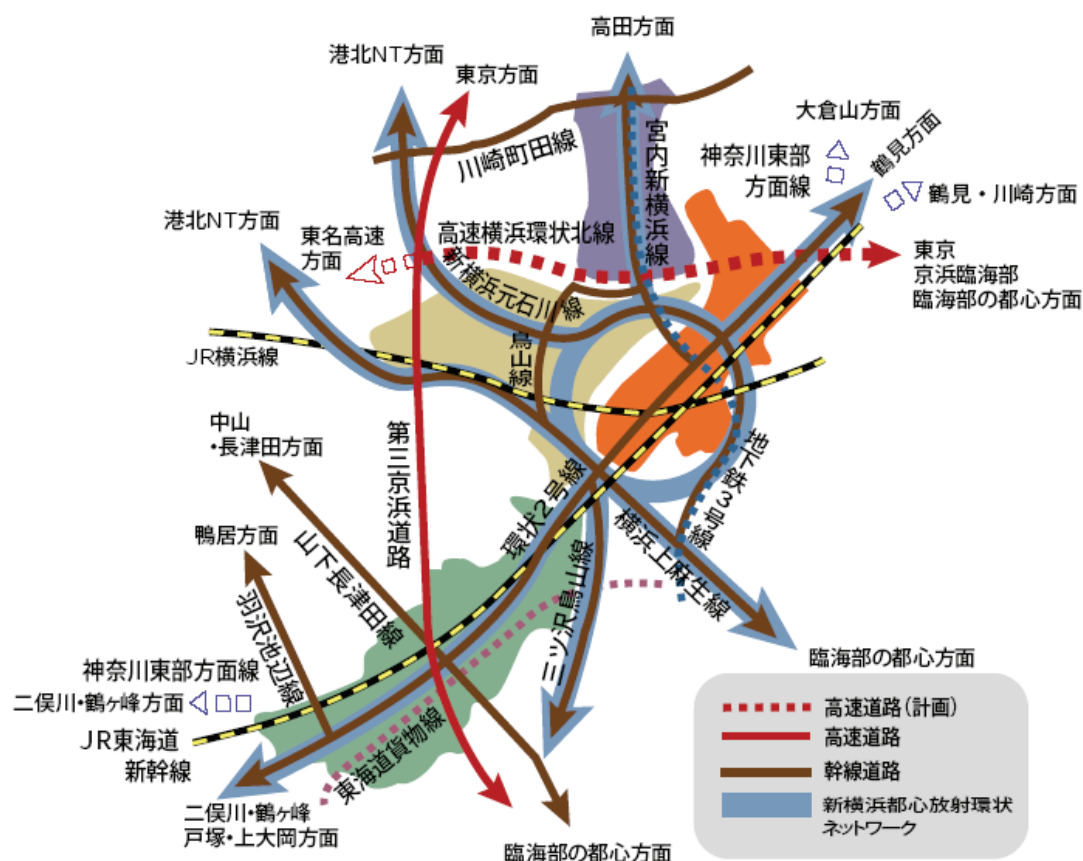 高田方面
港北NT方面
東京方面
大倉山方面
鶴見方面
神奈川東部
方面線
鶴見・川崎方面
川崎町田線
宮内新横浜線
港北NT方面
東名高速
方面
高速横浜環状北線
新横浜元石川線
東京
京浜臨海部
臨海部の都心方面
JR横浜線
鳥山線
中山
・長津田方面
第三京浜道路
環状2号線
地下鉄3号線
鴨居方面
山下長津田線
横浜上麻生線
三ツ沢鳥山線
羽沢池辺線
神奈川東部方面線
二俣川・鶴ヶ峰方面
JR東海道
新幹線
東海道貨物線
臨海部の都心方面
二俣川・鶴ヶ峰
戸塚・上大岡方面
臨海部の都心方面
高速道路(計画)
高速道路
幹線道路
新横浜都心放射環状
ネットワーク